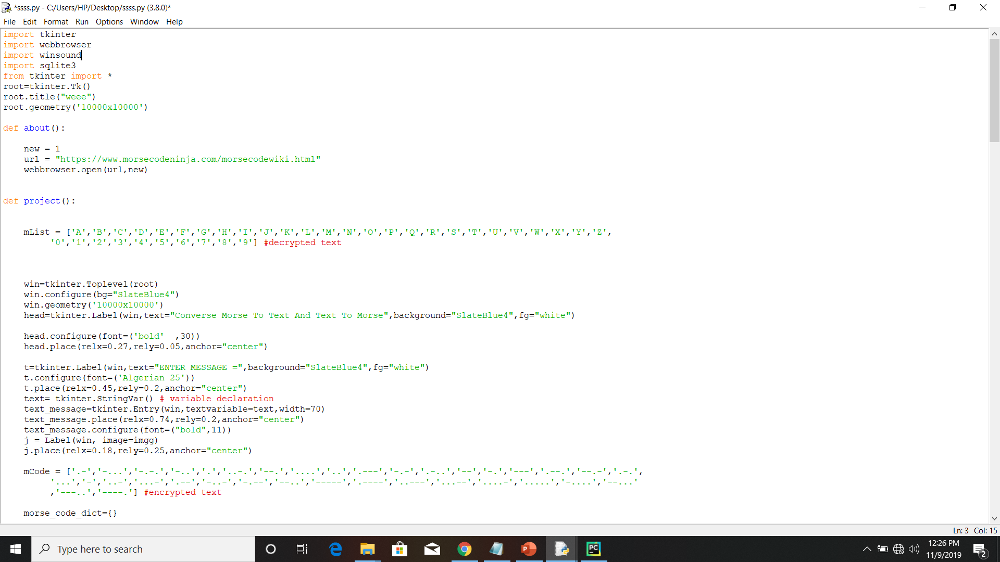 *ssss.py - C:/Users/HP/Desktop/ssss.py (3.8.0)*
File Edit Format Run Options Window Help
import tkinter
import webbrowser
import winsound
import sqlite3
from tkinter import *
root=tkinter.Tk()
root.title("weee")
root.geometry('10000x10000')
def about():
    new = 1
    url = "https://www.morsecodeninja.com/morsecodewiki.html"
    webbrowser.open(url,new)
def project():
    mList = ['A','B','C','D','E','F','G','H','I','J','K','L','M','N','O','P','Q','R','S','T','U','V','W','X','Y','Z',
         '0','1','2','3','4','5','6','7','8','9'] #decrypted text
    win=tkinter.Toplevel(root)
    win.configure(bg="SlateBlue4")
    win.geometry('10000x10000')
    head=tkinter.Label(win,text="Converse Morse To Text And Text To Morse",background="SlateBlue4",fg="white")
    head.configure(font=('bold'  ,30))
    head.place(relx=0.27,rely=0.05,anchor="center")
    t=tkinter.Label(win,text="ENTER MESSAGE =",background="SlateBlue4",fg="white")
    t.configure(font=('Algerian 25'))
    t.place(relx=0.45,rely=0.2,anchor="center")
    text= tkinter.StringVar() # variable declaration
    text_message=tkinter.Entry(win,textvariable=text,width=70)
    text_message.place(relx=0.74,rely=0.2,anchor="center")
    text_message.configure(font=("bold",11))
    j = Label(win, image=imgg)
    j.place(relx=0.18,rely=0.25,anchor="center")
    mCode = ['.-','-...','-.-.','-..','.','..-.','--.','....','..','.---','-.-','.-..','--','-.','---','.--.','--.-','.-.',
         '...','-','..-','...-','.--','-..-','-.--','--..','-----','.----','..---','...--','....-','.....','-....','--...'
         ,'---..','----.'] #encrypted text
    morse_code_dict={}
Ln: 3 Col: 15
Type here to search
PC
12:26 PM
11/9/2019
2